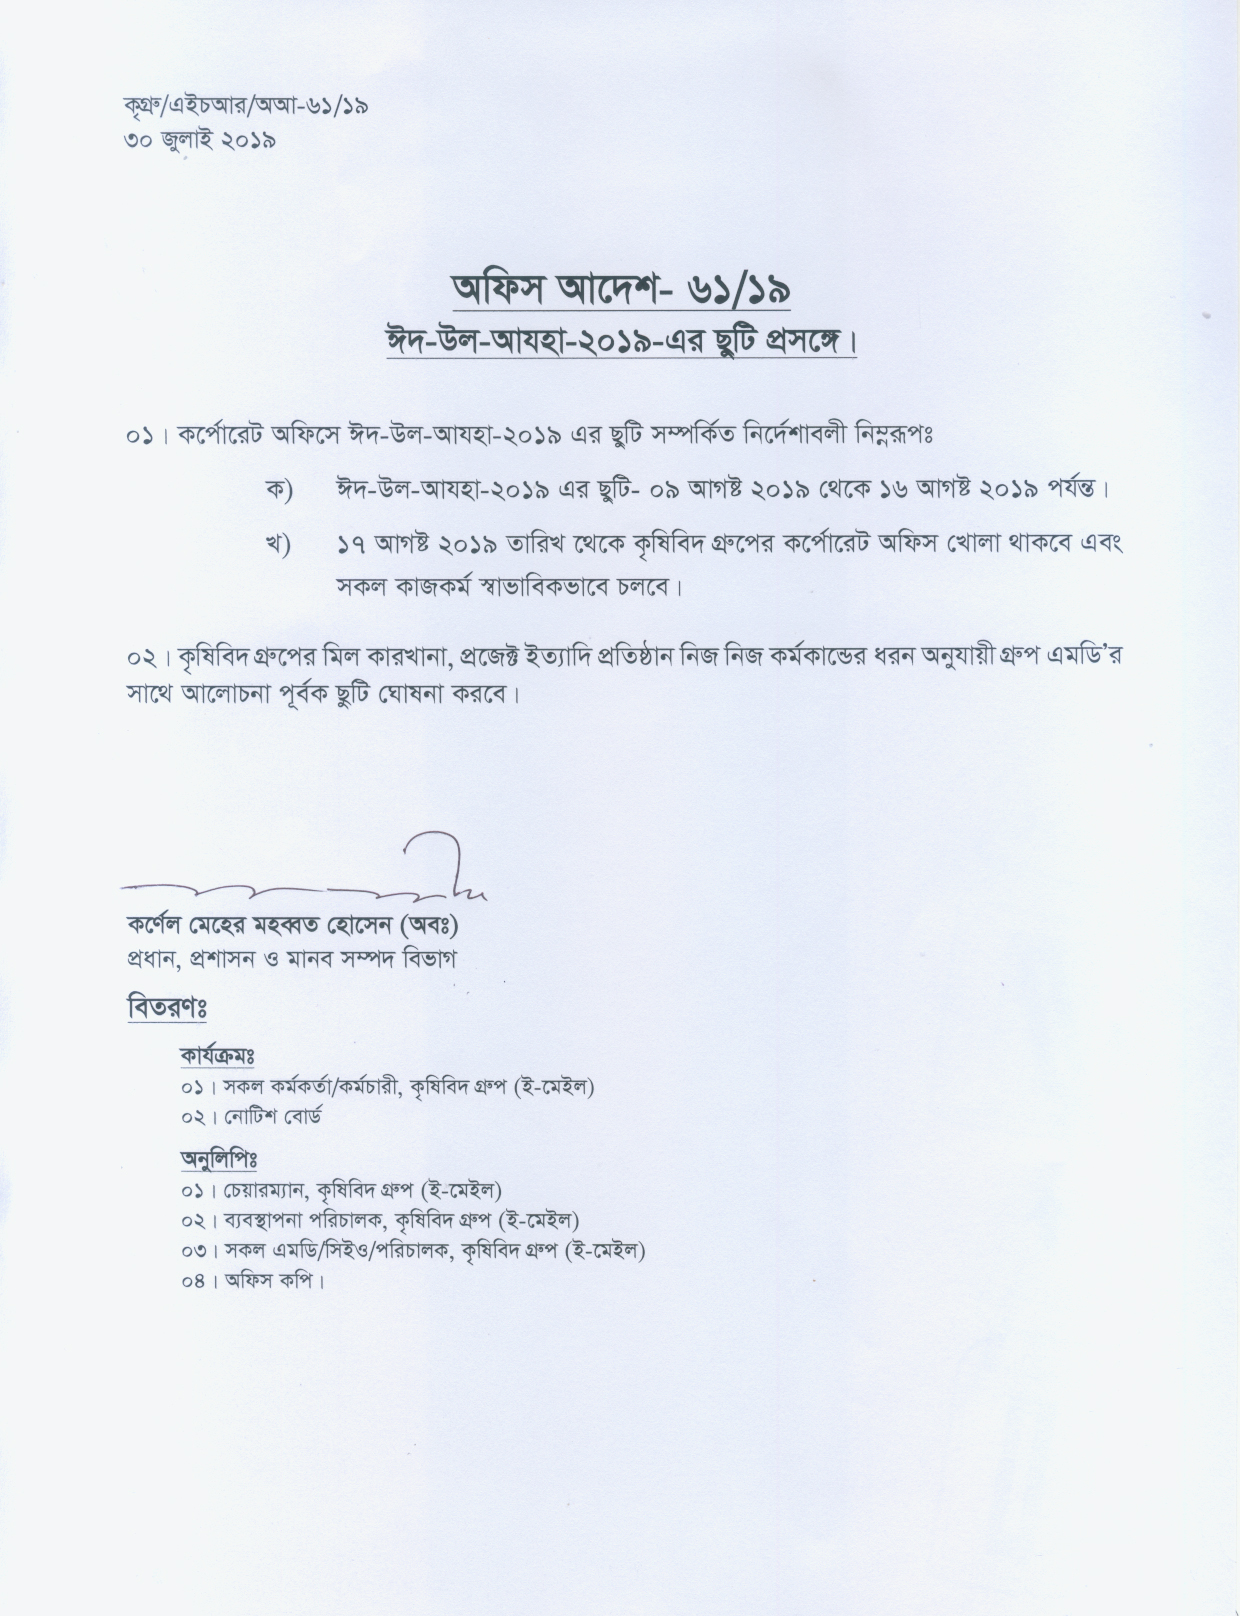 কৃগ্রু/এইচআর/অআ-৬১/১৯
৩০ জুলাই ২০১৯
অফিস আদেশ- ৬১/১৯
ঈদ-উল-আযহা-২০১৯-এর ছুটি প্রসঙ্গে।
০১। কর্পোরেট অফিসে ঈদ-উল-আযহা-২০১৯ এর ছুটি সম্পর্কিত নির্দেশাবলী নিম্নরূপঃ
ক) ঈদ-উল-আযহা-২০১৯ এর ছুটি- ০৯ আগষ্ট ২০১৯ থেকে ১৬ আগষ্ট ২০১৯ পর্যন্ত।
খ) ১৭ আগষ্ট ২০১৯ তারিখ থেকে কৃষিবিদ গ্রুপের কর্পোরেট অফিস খোলা থাকবে এবং
সকল কাজকর্ম স্বাভাবিকভাবে চলবে।
০২। কৃষিবিদ গ্রুপের মিল কারখানা, প্রজেক্ট ইত্যাদি প্রতিষ্ঠান নিজ নিজ কর্মকান্ডের ধরন অনুযায়ী গ্রুপ এমডি’র
সাথে আলোচনা পূর্বক ছুটি ঘোষনা করবে।
কর্ণেল মেহের মহব্বত হোসেন (অবঃ)
প্রধান, প্রশাসন ও মানব সম্পদ বিভাগ
বিতরণঃ
কার্যক্রমঃ
০১। সকল কর্মকর্তা/কর্মচারী, কৃষিবিদ গ্রুপ (ই-মেইল)
০২। নোটিশ বোর্ড
অনুলিপিঃ
০১। চেয়ারম্যান, কৃষিবিদ গ্রুপ (ই-মেইল)
০২। ব্যবস্থাপনা পরিচালক, কৃষিবিদ গ্রুপ (ই-মেইল)
০৩। সকল এমডি/সিইও/পরিচালক, কৃষিবিদ গ্রুপ (ই-মেইল)
০৪। অফিস কপি।